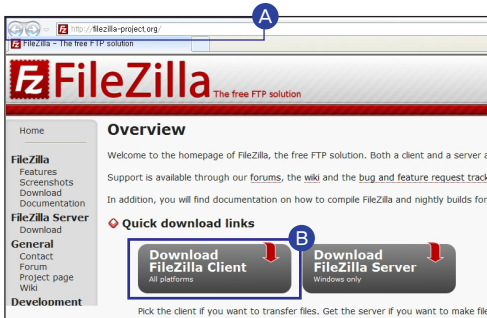 A
http://filezilla-project.org/
FileZilla - The free FTP solution
FileZilla The free FTP solution
Home
Overview
Welcome to the homepage of FileZilla, the free FTP solution. Both a client and a server a
FileZilla
Features
Screenshots
Download
Documentation
Support is available through our forums, the wiki and the bug and feature request track
In addition, you will find documentation on how to compile FileZilla and nightly builds for
FileZilla Server
Download
General
Contact
Forum
Project page
Wiki
Development
Quick download links
B
Download
FileZilla Client
All platforms
Download
FileZilla Server
Windows only
Pick the client if you want to transfer files. Get the server if you want to make file